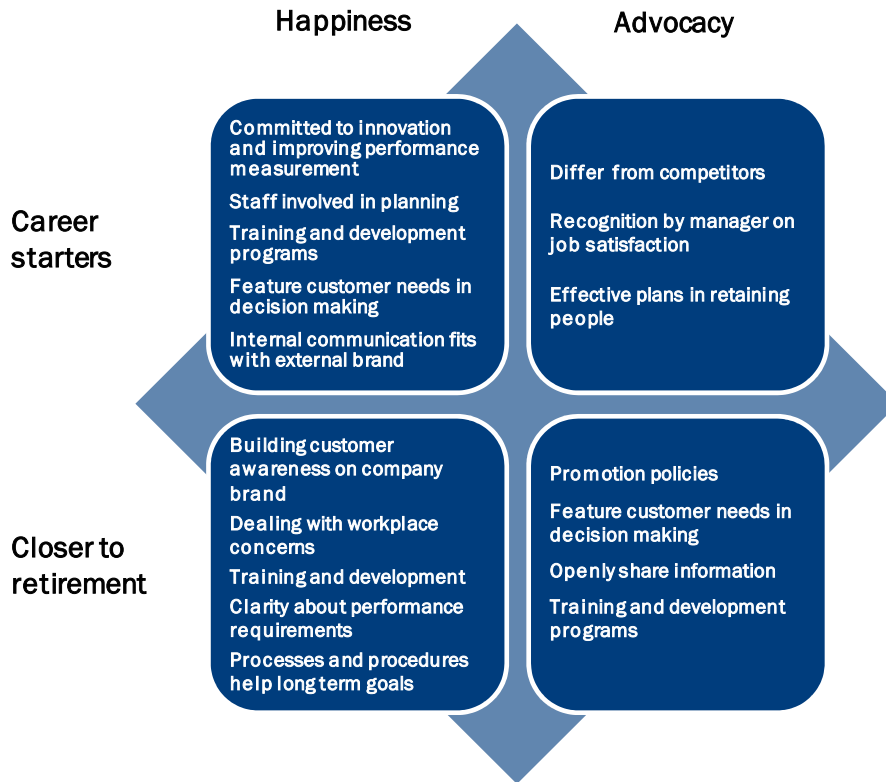 Happiness
Advocacy
Career
starters
Committed to innovation
and improving performance
measurement
Staff involved in planning
Training and development
programs
Feature customer needs in
decision making
Internal communication fits
with external brand
Differ from competitors
Recognition by manager on
job satisfaction
Effective plans in retaining
people
Closer to
retirement
Building customer
awareness on company
brand
Dealing with workplace
concerns
Training and development
Clarity about performance
requirements
Processes and procedures
help long term goals
Promotion policies
Feature customer needs in
decision making
Openly share information
Training and development
programs